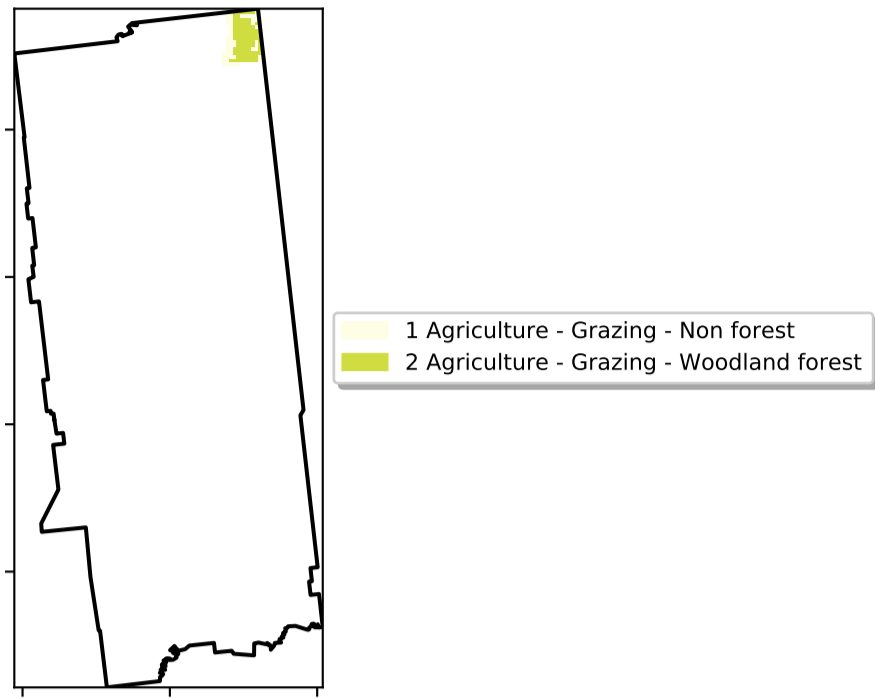 1 Agriculture - Grazing - Non forest
2 Agriculture - Grazing - Woodland forest